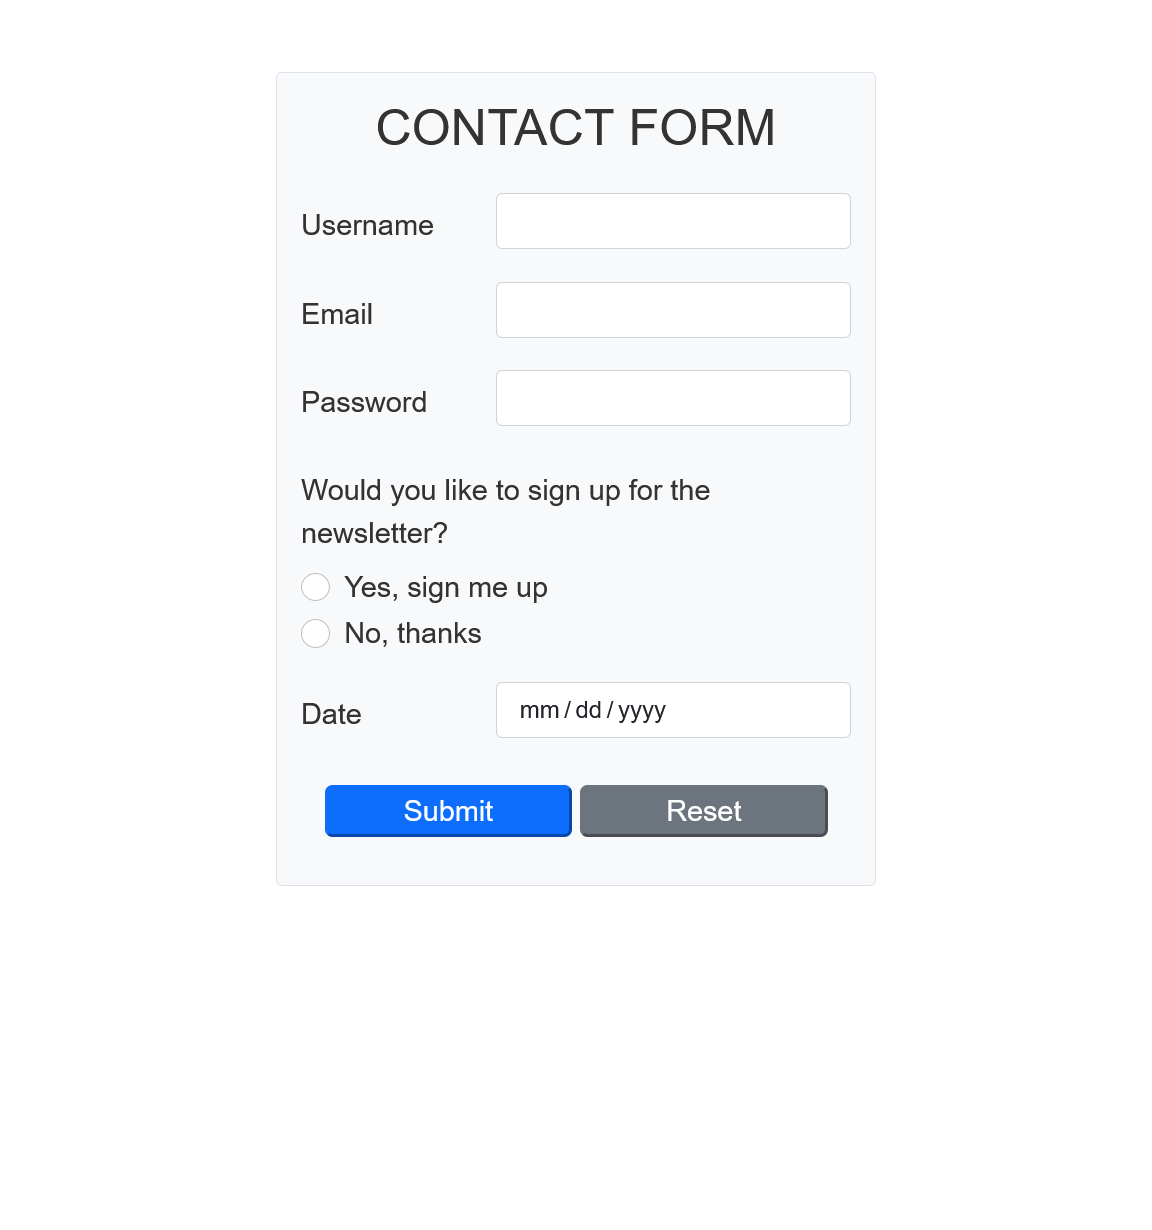 CONTACT FORM
Username
Email
Password
Would you like to sign up for the
newsletter?
Yes, sign me up
No, thanks
Date
mm/dd/yyyy
Submit
Reset